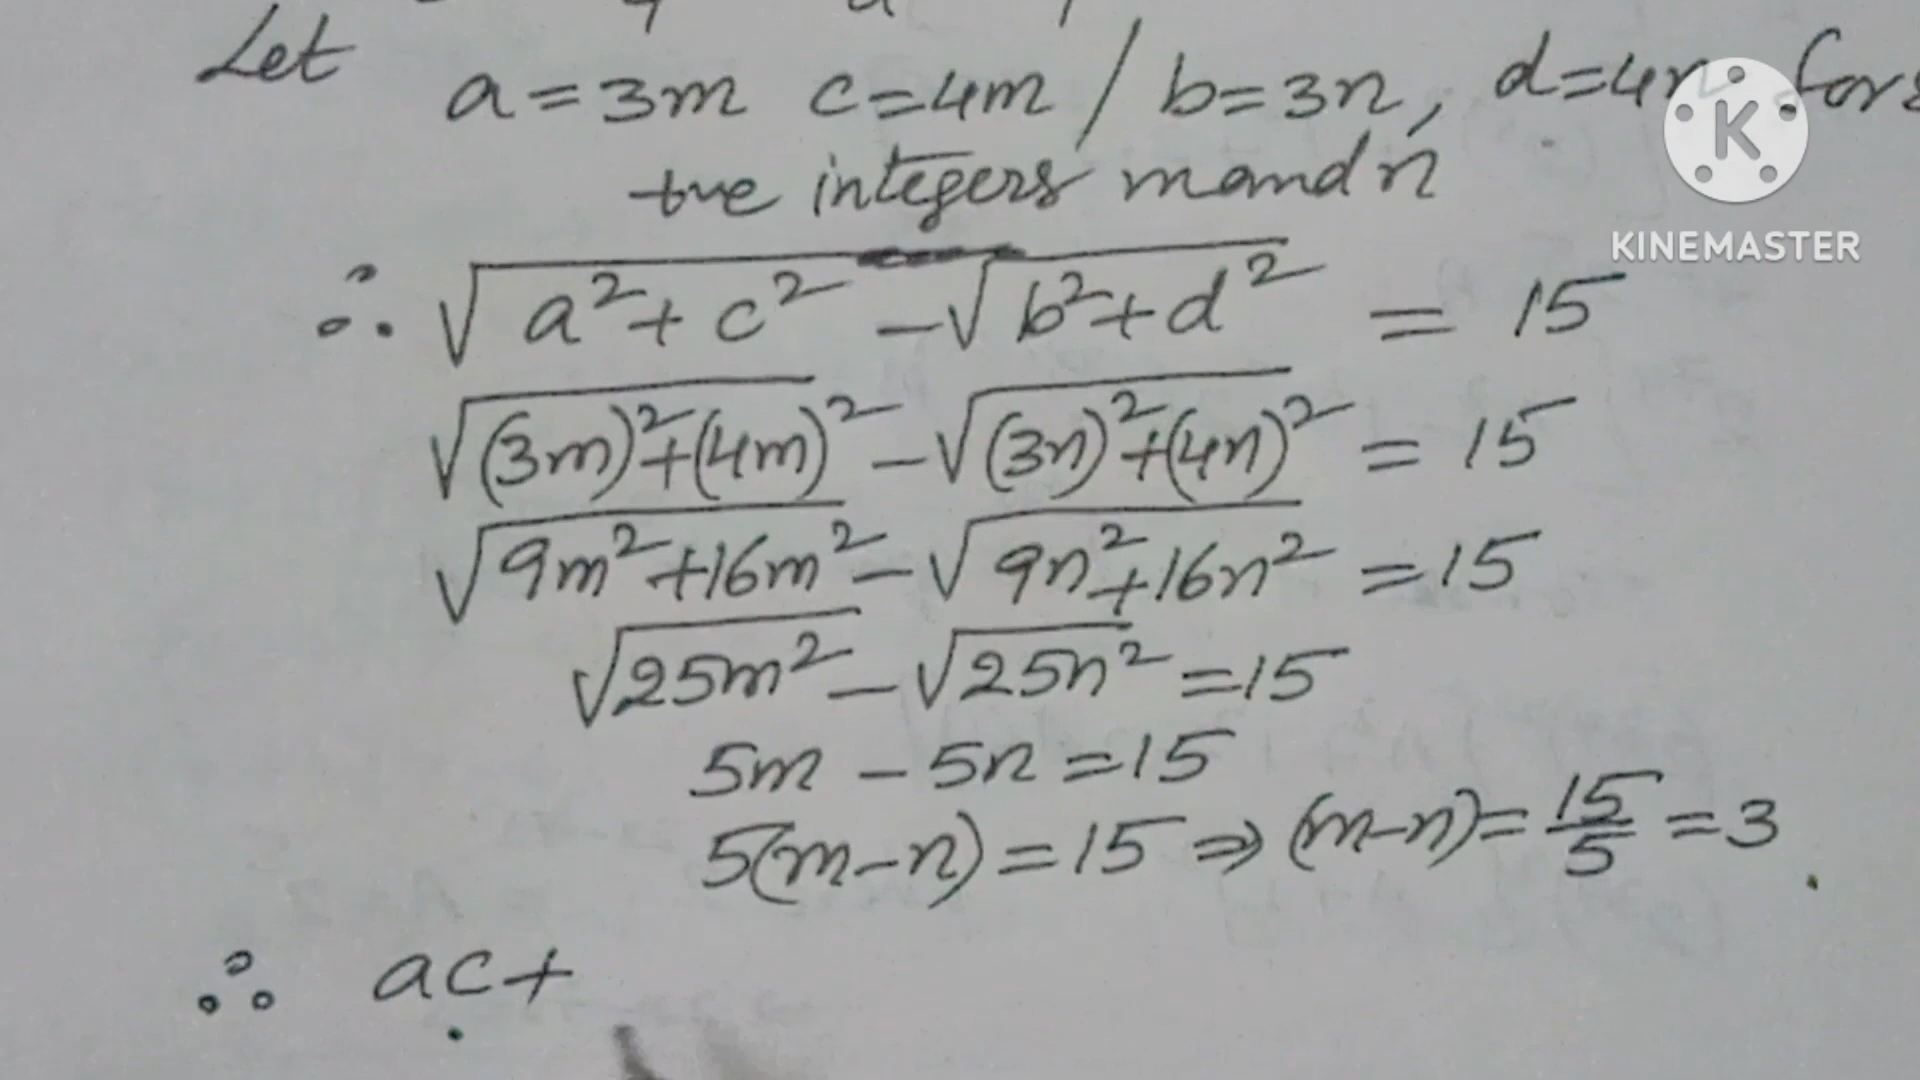 Let a=3m c=4m / b=3n, d=4n for
+ve integers m and n
K
KINEMASTER
∴ √a²+c² - √b²+d² = 15
√(3m)²+(4m)² - √(3n)²+(4n)² = 15
√9m²+16m² - √9n²+16n² = 15
√25m² - √25n² = 15
5m - 5n = 15
5(m-n) = 15 ⇒ (m-n) = 15/5 = 3
∴ ac+